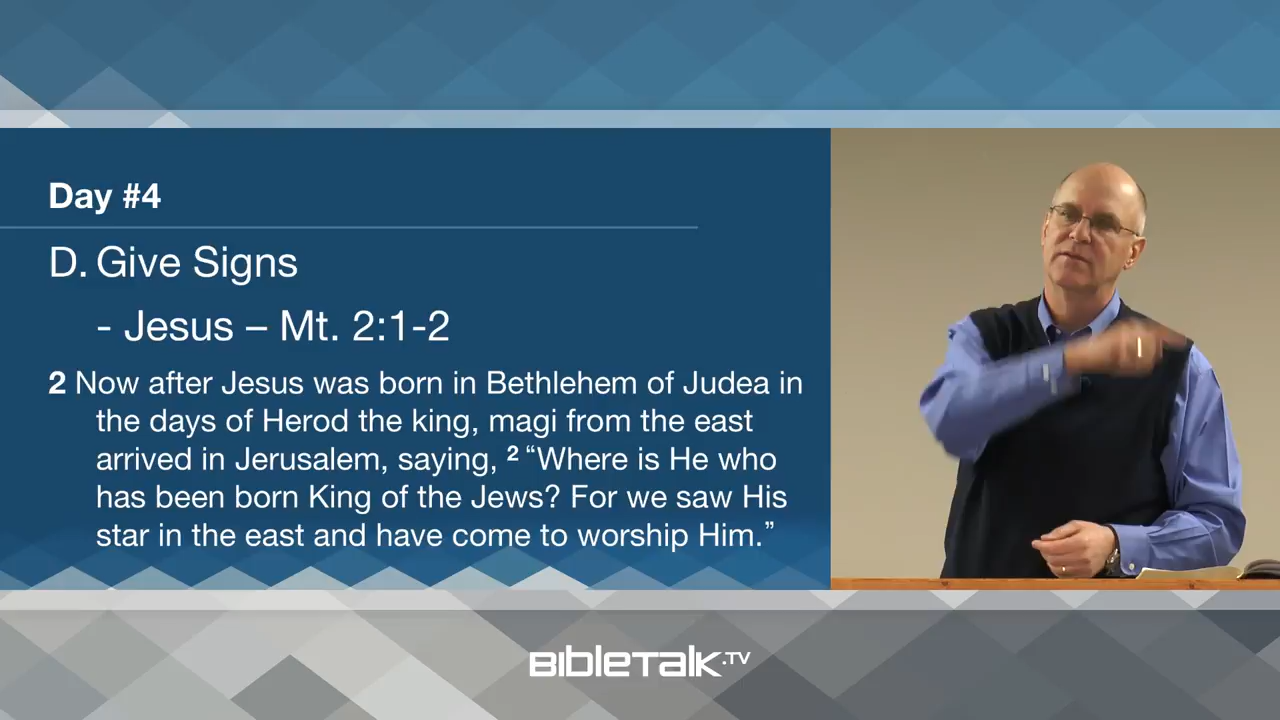 Day #4
D. Give Signs
- Jesus – Mt. 2:1-2
2 Now after Jesus was born in Bethlehem of Judea in
the days of Herod the king, magi from the east
arrived in Jerusalem, saying, 2 “Where is He who
has been born King of the Jews? For we saw His
star in the east and have come to worship Him.”
BIBLETALK.TV